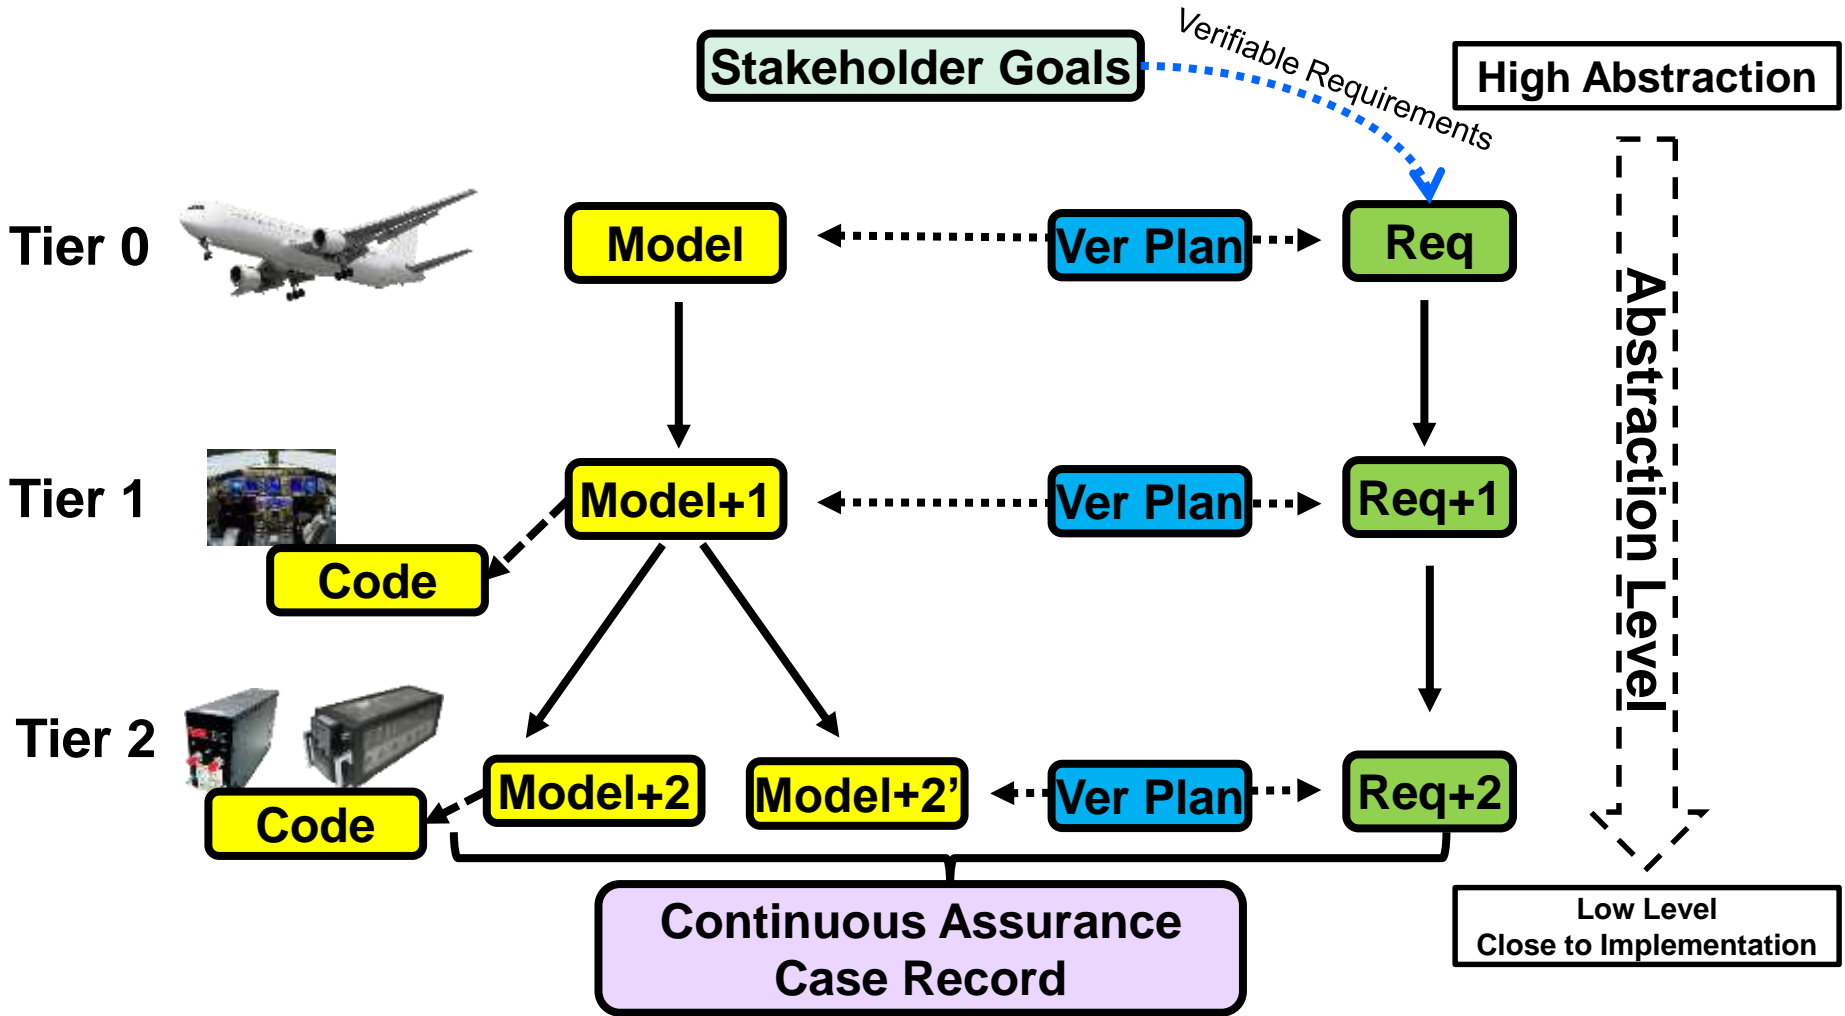 Stakeholder Goals
Verifiable Requirements
High Abstraction
Tier 0
Model
Ver Plan
Req
Abstraction Level
Tier 1
Model+1
Ver Plan
Req+1
Code
Tier 2
Model+2
Model+2’
Ver Plan
Req+2
Code
Continuous Assurance
Case Record
Low Level
Close to Implementation